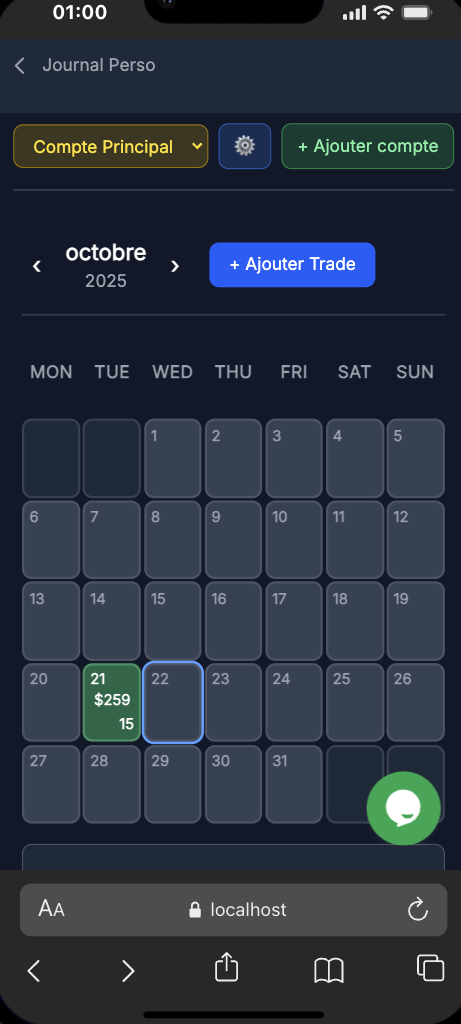 01:00
Journal Perso
Compte Principal
+ Ajouter compte
octobre
2025
+ Ajouter Trade
MON TUE WED THU FRI SAT SUN
1 2 3 4 5
6 7 8 9 10 11 12
13 14 15 16 17 18 19
20 21 22 23 24 25 26
$259
15
27 28 29 30 31
AA
localhost